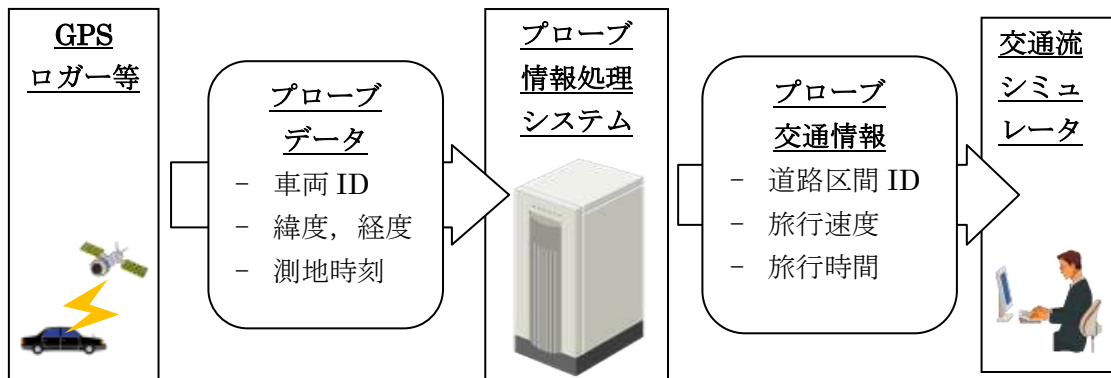 GPS
ロガー等
プローブ
データ
- 車両 ID
- 緯度，経度
- 測地時刻
プローブ
情報処理
システム
プローブ
交通情報
- 道路区間 ID
- 旅行速度
- 旅行時間
交通流
シミュ
レータ